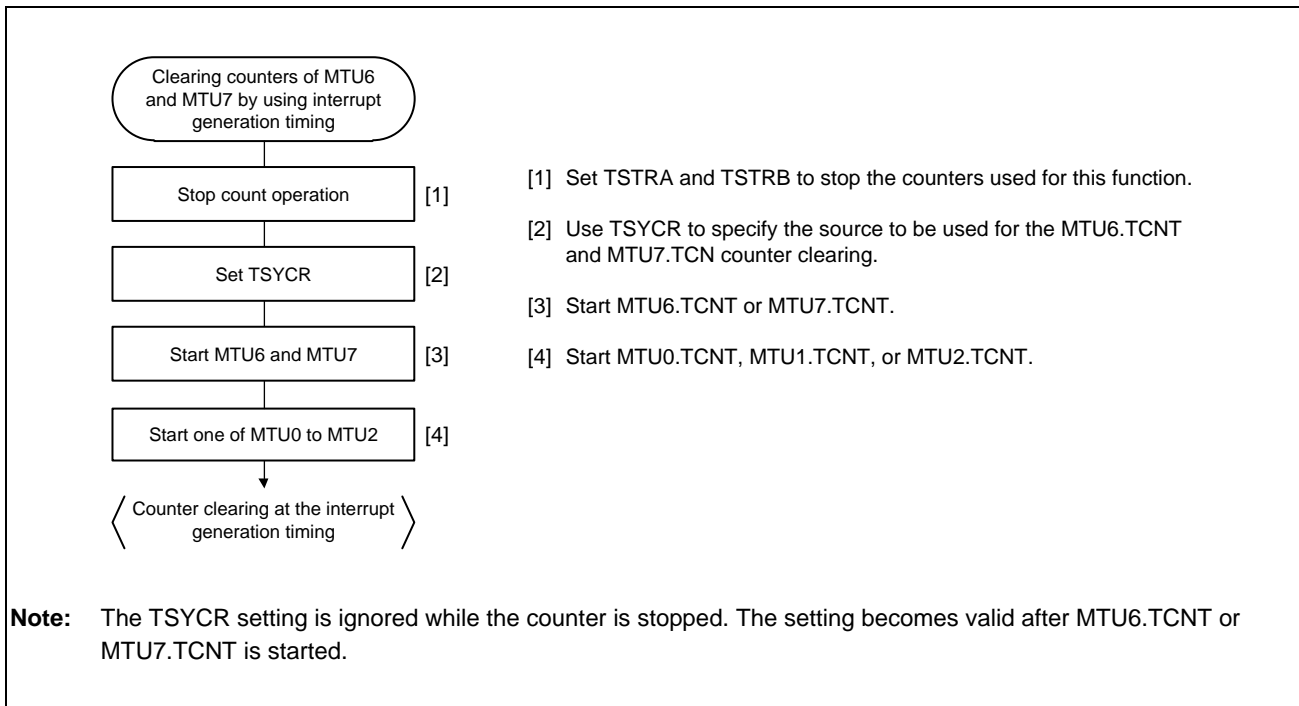 Clearing counters of MTU6
and MTU7 by using interrupt
generation timing
Stop count operation [1]
Set TSYCR [2]
Start MTU6 and MTU7 [3]
Start one of MTU0 to MTU2 [4]
Counter clearing at the interrupt
generation timing
[1] Set TSTRA and TSTRB to stop the counters used for this function.
[2] Use TSYCR to specify the source to be used for the MTU6.TCNT
and MTU7.TCN counter clearing.
[3] Start MTU6.TCNT or MTU7.TCNT.
[4] Start MTU0.TCNT, MTU1.TCNT, or MTU2.TCNT.
Note: The TSYCR setting is ignored while the counter is stopped. The setting becomes valid after MTU6.TCNT or
MTU7.TCNT is started.